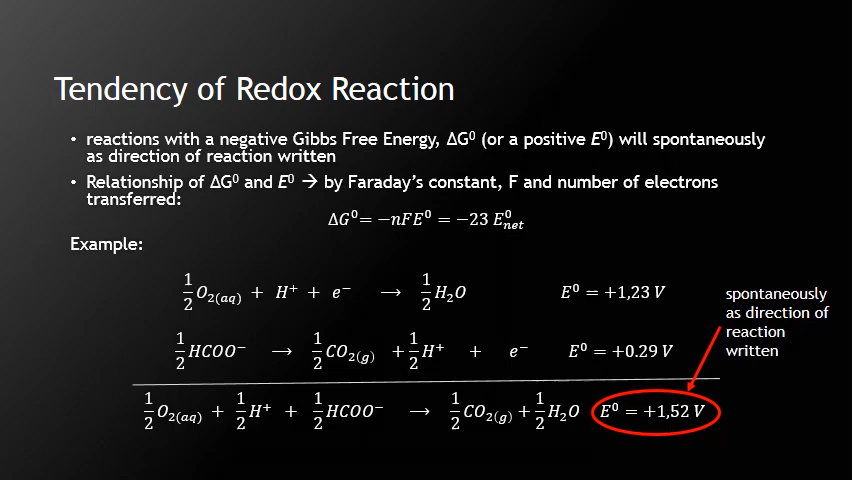 Tendency of Redox Reaction
• reactions with a negative Gibbs Free Energy, ΔG⁰ (or a positive E⁰) will spontaneously
as direction of reaction written
• Relationship of ΔG⁰ and E⁰ → by Faraday's constant, F and number of electrons
transferred:
ΔG⁰= −nFE⁰ = −23 E⁰net
Example:
1/2 O₂(aq) + H⁺ + e⁻ ⟶ 1/2 H₂O E⁰ = +1,23 V
spontaneously
as direction of
reaction
written
1/2 HCOO⁻ ⟶ 1/2 CO₂(g) + 1/2 H⁺ + e⁻ E⁰ = +0.29 V
1/2 O₂(aq) + 1/2 H⁺ + 1/2 HCOO⁻ ⟶ 1/2 CO₂(g) + 1/2 H₂O E⁰ = +1,52 V